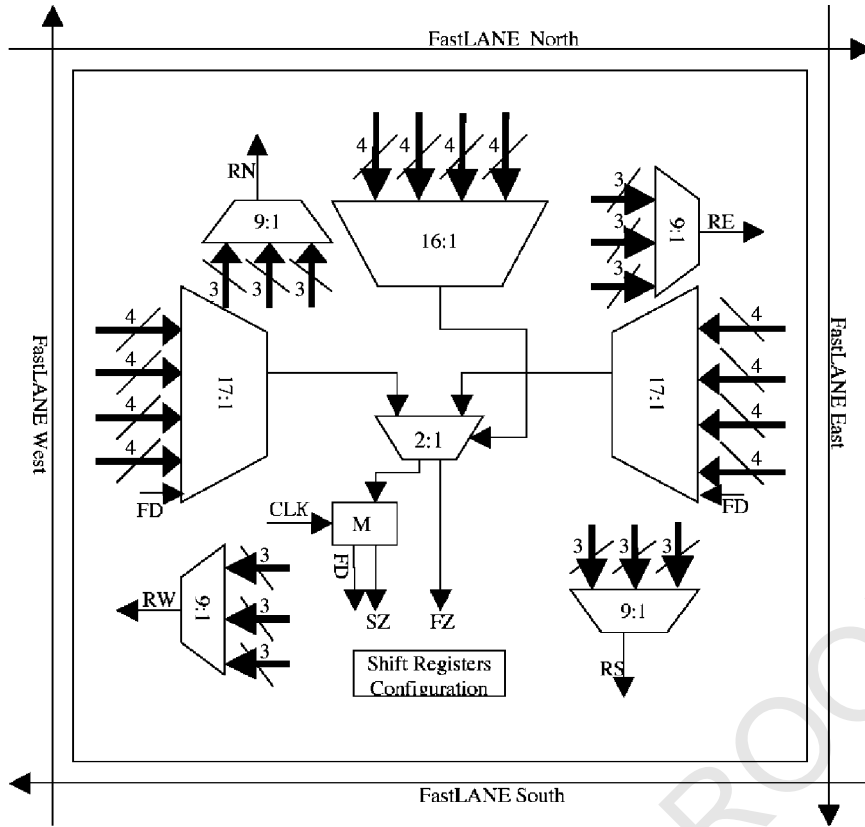 FastLANE North
4 4 4 4
3
RN
9:1
16:1
3
9:1
RE
3
3 3 3
4
4
4
4
17:1
FD
4
4
4
4
17:1
FD
FastLANE West
FastLANE East
2:1
CLK
M
FD
SZ
FZ
3
3
3
9:1
RW
3 3 3
9:1
RS
Shift Registers
Configuration
FastLANE South
ROO